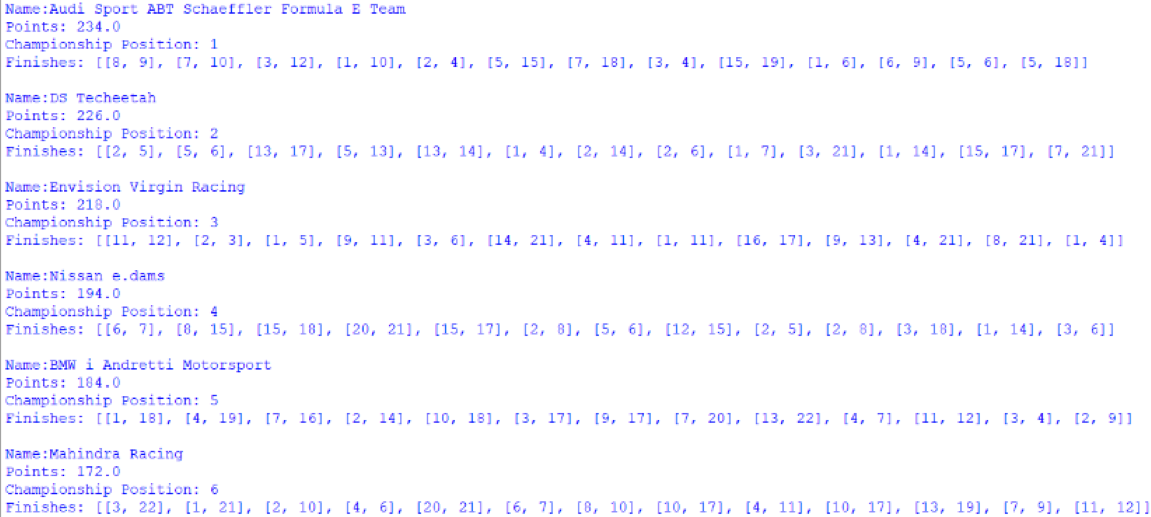 Name:Audi Sport ABT Schaeffler Formula E Team
Points: 234.0
Championship Position: 1
Finishes: [[8, 9], [7, 10], [3, 12], [1, 10], [2, 4], [5, 15], [7, 18], [3, 4], [15, 19], [1, 6], [6, 9], [5, 6], [5, 18]]
Name:DS Techeetah
Points: 226.0
Championship Position: 2
Finishes: [[2, 5], [5, 6], [13, 17], [5, 13], [13, 14], [1, 4], [2, 14], [2, 6], [1, 7], [3, 21], [1, 14], [15, 17], [7, 21]]
Name:Envision Virgin Racing
Points: 218.0
Championship Position: 3
Finishes: [[11, 12], [2, 3], [1, 5], [9, 11], [3, 6], [14, 21], [4, 11], [1, 11], [16, 17], [9, 13], [4, 21], [8, 21], [1, 4]]
Name:Nissan e.dams
Points: 194.0
Championship Position: 4
Finishes: [[6, 7], [8, 15], [15, 18], [20, 21], [15, 17], [2, 8], [5, 6], [12, 15], [2, 5], [2, 8], [3, 18], [1, 14], [3, 6]]
Name:BMW i Andretti Motorsport
Points: 184.0
Championship Position: 5
Finishes: [[1, 18], [4, 19], [7, 16], [2, 14], [10, 18], [3, 17], [9, 17], [7, 20], [13, 22], [4, 7], [11, 12], [3, 4], [2, 9]]
Name:Mahindra Racing
Points: 172.0
Championship Position: 6
Finishes: [[3, 22], [1, 21], [2, 10], [4, 6], [20, 21], [6, 7], [8, 10], [10, 17], [4, 11], [10, 17], [13, 19], [7, 9], [11, 12]]